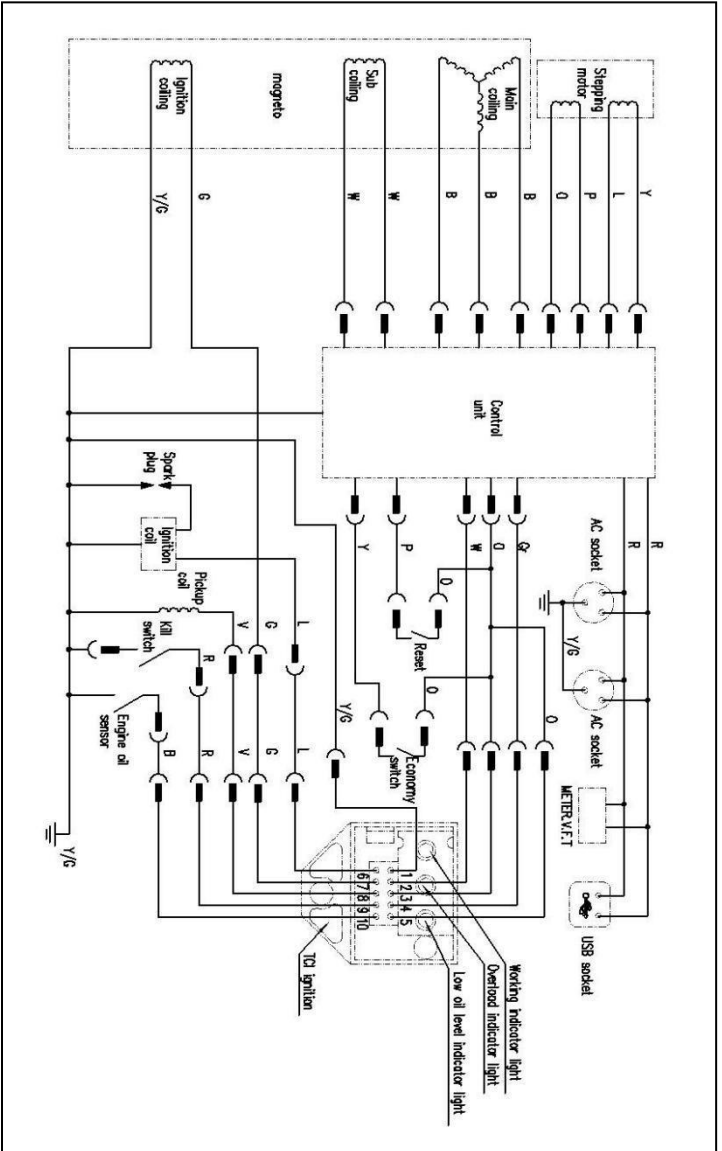 Stepping
motor
Main
coiling
Sub
coiling
magneto
Ignition
coiling
Y
L
P
O
B
B
B
W
W
G
Y/G
Control
unit
R
R
AC socket
AC socket
Y/G
METER.V.F.T
USB socket
Gr
O
W
P
Y
O
Reset
O
Economy
switch
O
Y/G
Spark
plug
Ignition
coil
Pickup
coil
Kill
switch
Engine oil
sensor
L
G
V
R
L
G
V
R
B
Y/G
1
2
3
4
5
6
7
8
9
10
TCI ignition
Working indicator light
Overload indicator light
Low oil level indicator light